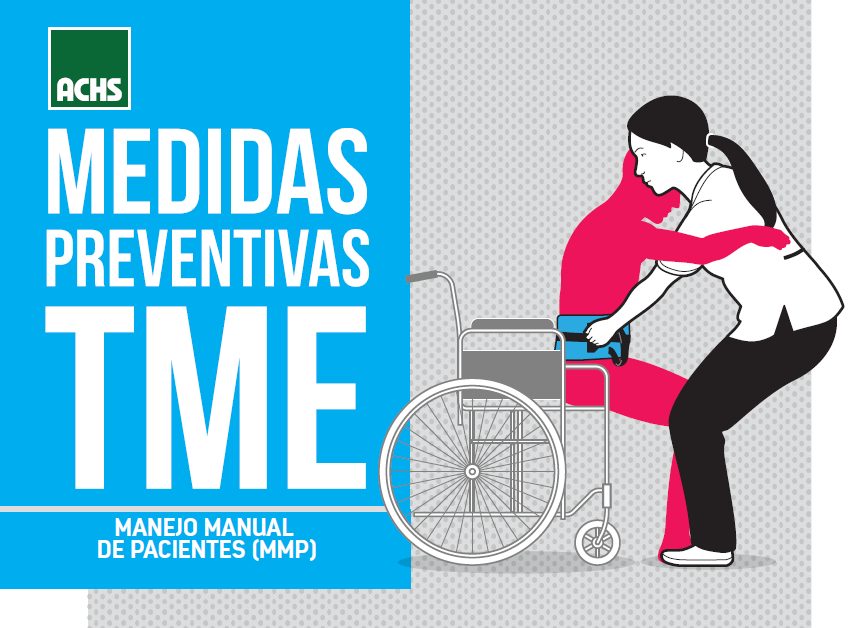 ACHS
MEDIDAS
PREVENTIVAS
TME
MANEJO MANUAL
DE PACIENTES (MMP)